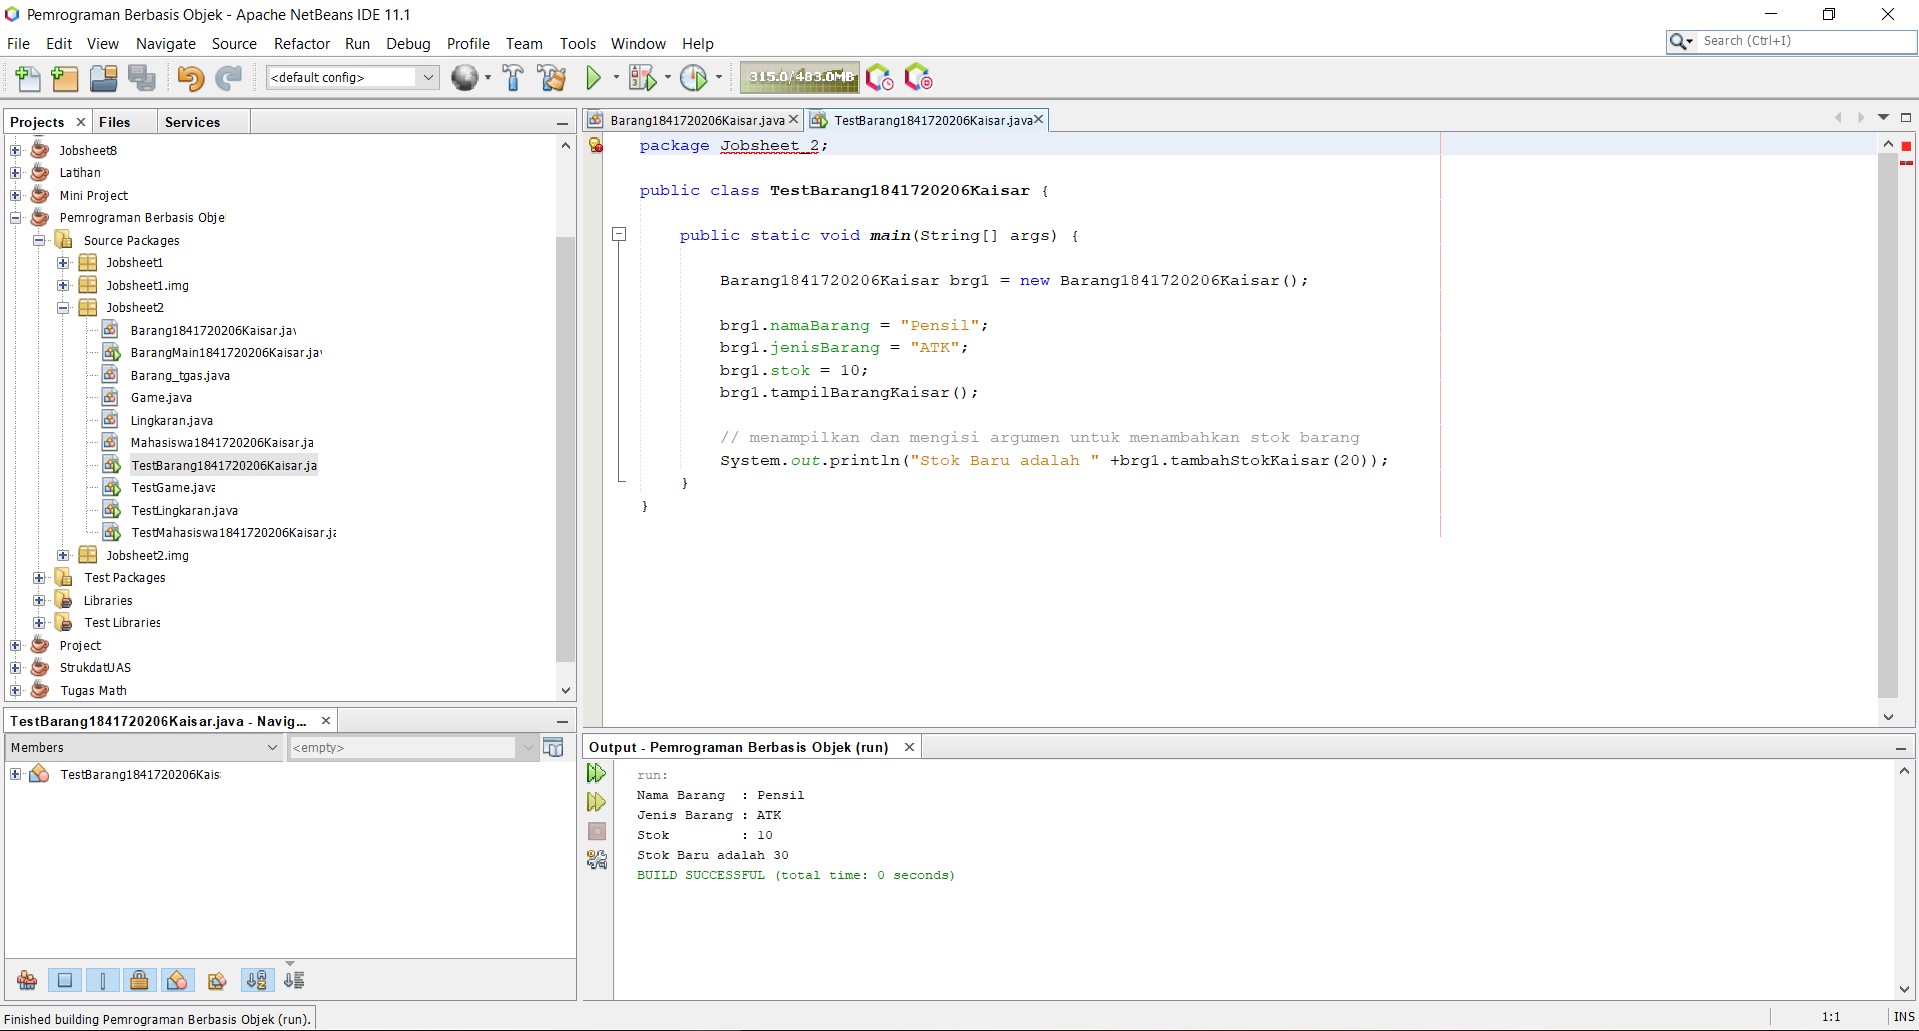 Pemrograman Berbasis Objek - Apache NetBeans IDE 11.1
File Edit View Navigate Source Refactor Run Debug Profile Team Tools Window Help
Search (Ctrl+I)
<default config>
315.0/483.0MB
Projects Files Services
Jobsheet8
Latihan
Mini Project
Pemrograman Berbasis Obje
Source Packages
Jobsheet1
Jobsheet1.img
Jobsheet2
Barang1841720206Kaisar.jav
BarangMain1841720206Kaisar.jav
Barang_tgas.java
Game.java
Lingkaran.java
Mahasiswa1841720206Kaisar.ja
TestBarang1841720206Kaisar.ja
TestGame.java
TestLingkaran.java
TestMahasiswa1841720206Kaisar.ja
Jobsheet2.img
Test Packages
Libraries
Test Libraries
Project
StrukdatUAS
Tugas Math
TestBarang1841720206Kaisar.java - Navig...
Members
<empty>
TestBarang1841720206Kais
Barang1841720206Kaisar.java TestBarang1841720206Kaisar.java
package Jobsheet_2;
public class TestBarang1841720206Kaisar {
public static void main(String[] args) {
Barang1841720206Kaisar brg1 = new Barang1841720206Kaisar();
brg1.namaBarang = "Pensil";
brg1.jenisBarang = "ATK";
brg1.stok = 10;
brg1.tampilBarangKaisar();
// menampilkan dan mengisi argumen untuk menambahkan stok barang
System.out.println("Stok Baru adalah " +brg1.tambahStokKaisar(20));
}
}
Output - Pemrograman Berbasis Objek (run)
run:
Nama Barang : Pensil
Jenis Barang : ATK
Stok : 10
Stok Baru adalah 30
BUILD SUCCESSFUL (total time: 0 seconds)
Finished building Pemrograman Berbasis Objek (run).
1:1 INS